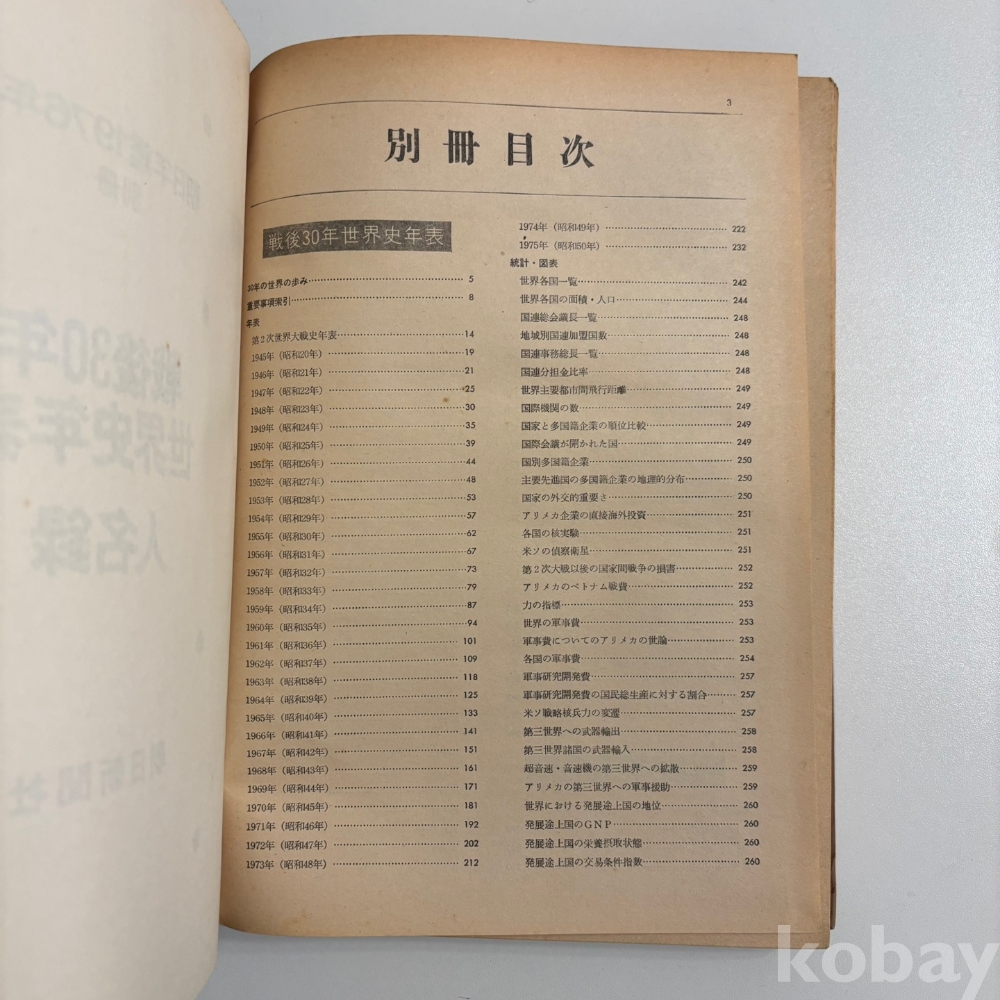 3
別冊目次
戦後30年世界史年表
30年の世界の歩み……5
重要事項索引……8
年表
第2次世界大戦史年表……14
1945年（昭和20年）……19
1946年（昭和21年）……21
1947年（昭和22年）……25
1948年（昭和23年）……30
1949年（昭和24年）……35
1950年（昭和25年）……39
1951年（昭和26年）……44
1952年（昭和27年）……48
1953年（昭和28年）……53
1954年（昭和29年）……57
1955年（昭和30年）……62
1956年（昭和31年）……67
1957年（昭和32年）……73
1958年（昭和33年）……79
1959年（昭和34年）……87
1960年（昭和35年）……94
1961年（昭和36年）……101
1962年（昭和37年）……109
1963年（昭和38年）……118
1964年（昭和39年）……125
1965年（昭和40年）……133
1966年（昭和41年）……141
1967年（昭和42年）……151
1968年（昭和43年）……161
1969年（昭和44年）……171
1970年（昭和45年）……181
1971年（昭和46年）……192
1972年（昭和47年）……202
1973年（昭和48年）……212
1974年（昭和49年）……222
1975年（昭和50年）……232
統計・図表
世界各国一覧……242
世界各国の面積・人口……244
国連総会議長一覧……248
地域別国連加盟国数……248
国連事務総長一覧……248
国連分担金比率……248
世界主要都市間飛行距離……249
国際機関の数……249
国家と多国籍企業の順位比較……249
国際会議が開かれた国……249
国別多国籍企業……250
主要先進国の多国籍企業の地理的分布……250
国家の外交的重要さ……250
アリメカ企業の直接海外投資……251
各国の核実験……251
米ソの偵察衛星……251
第2次大戦以後の国家間戦争の損害……252
アリメカのベトナム戦費……252
力の指標……253
世界の軍事費……253
軍事費についてのアリメカの世論……253
各国の軍事費……254
軍事研究開発費……257
軍事研究開発費の国民総生産に対する割合……257
米ソ戦略核兵力の変遷……257
第三世界への武器輸出……258
第三世界諸国の武器輸入……258
超音速・音速機の第三世界への拡散……259
アリメカの第三世界への軍事援助……259
世界における発展途上国の地位……260
発展途上国のGNP……260
発展途上国の栄養摂取状態……260
発展途上国の交易条件指数……260
kobay